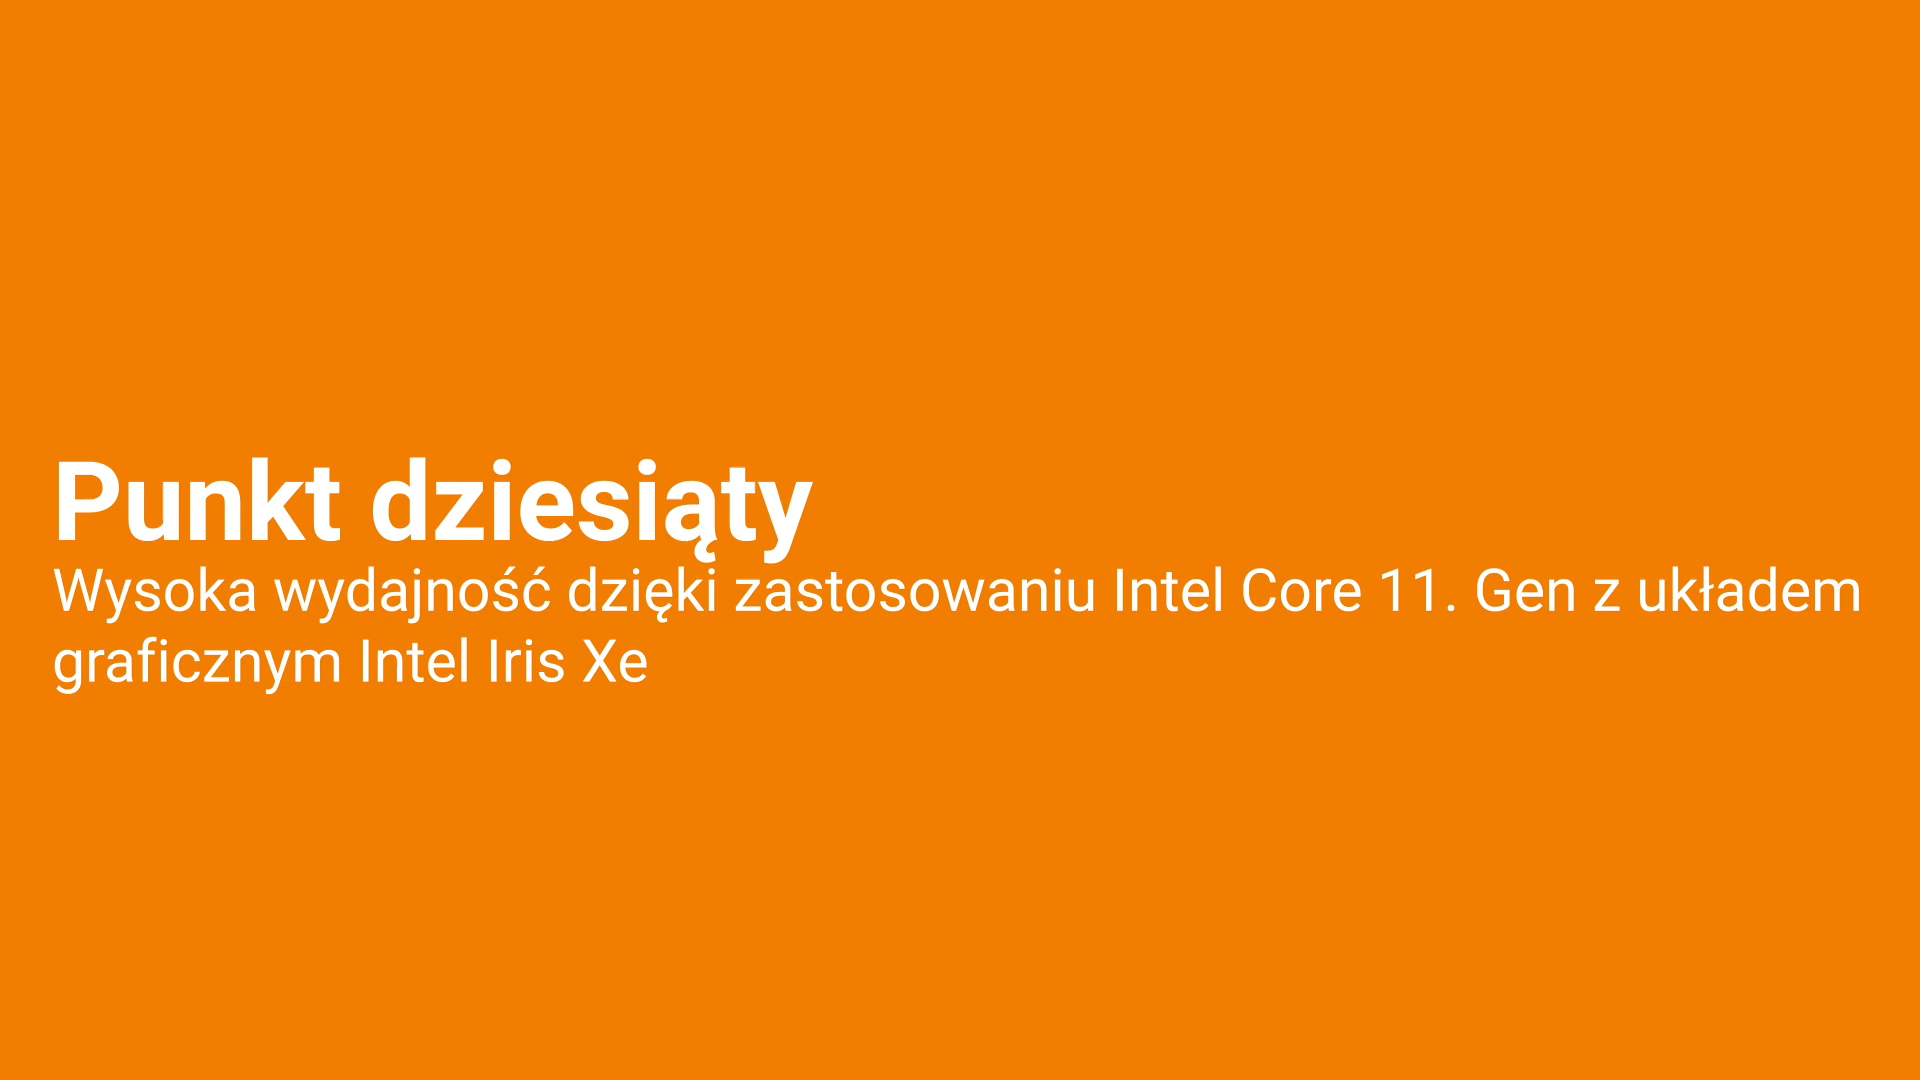 Punkt dziesiąty
Wysoka wydajność dzięki zastosowaniu Intel Core 11. Gen z układem
graficznym Intel Iris Xe